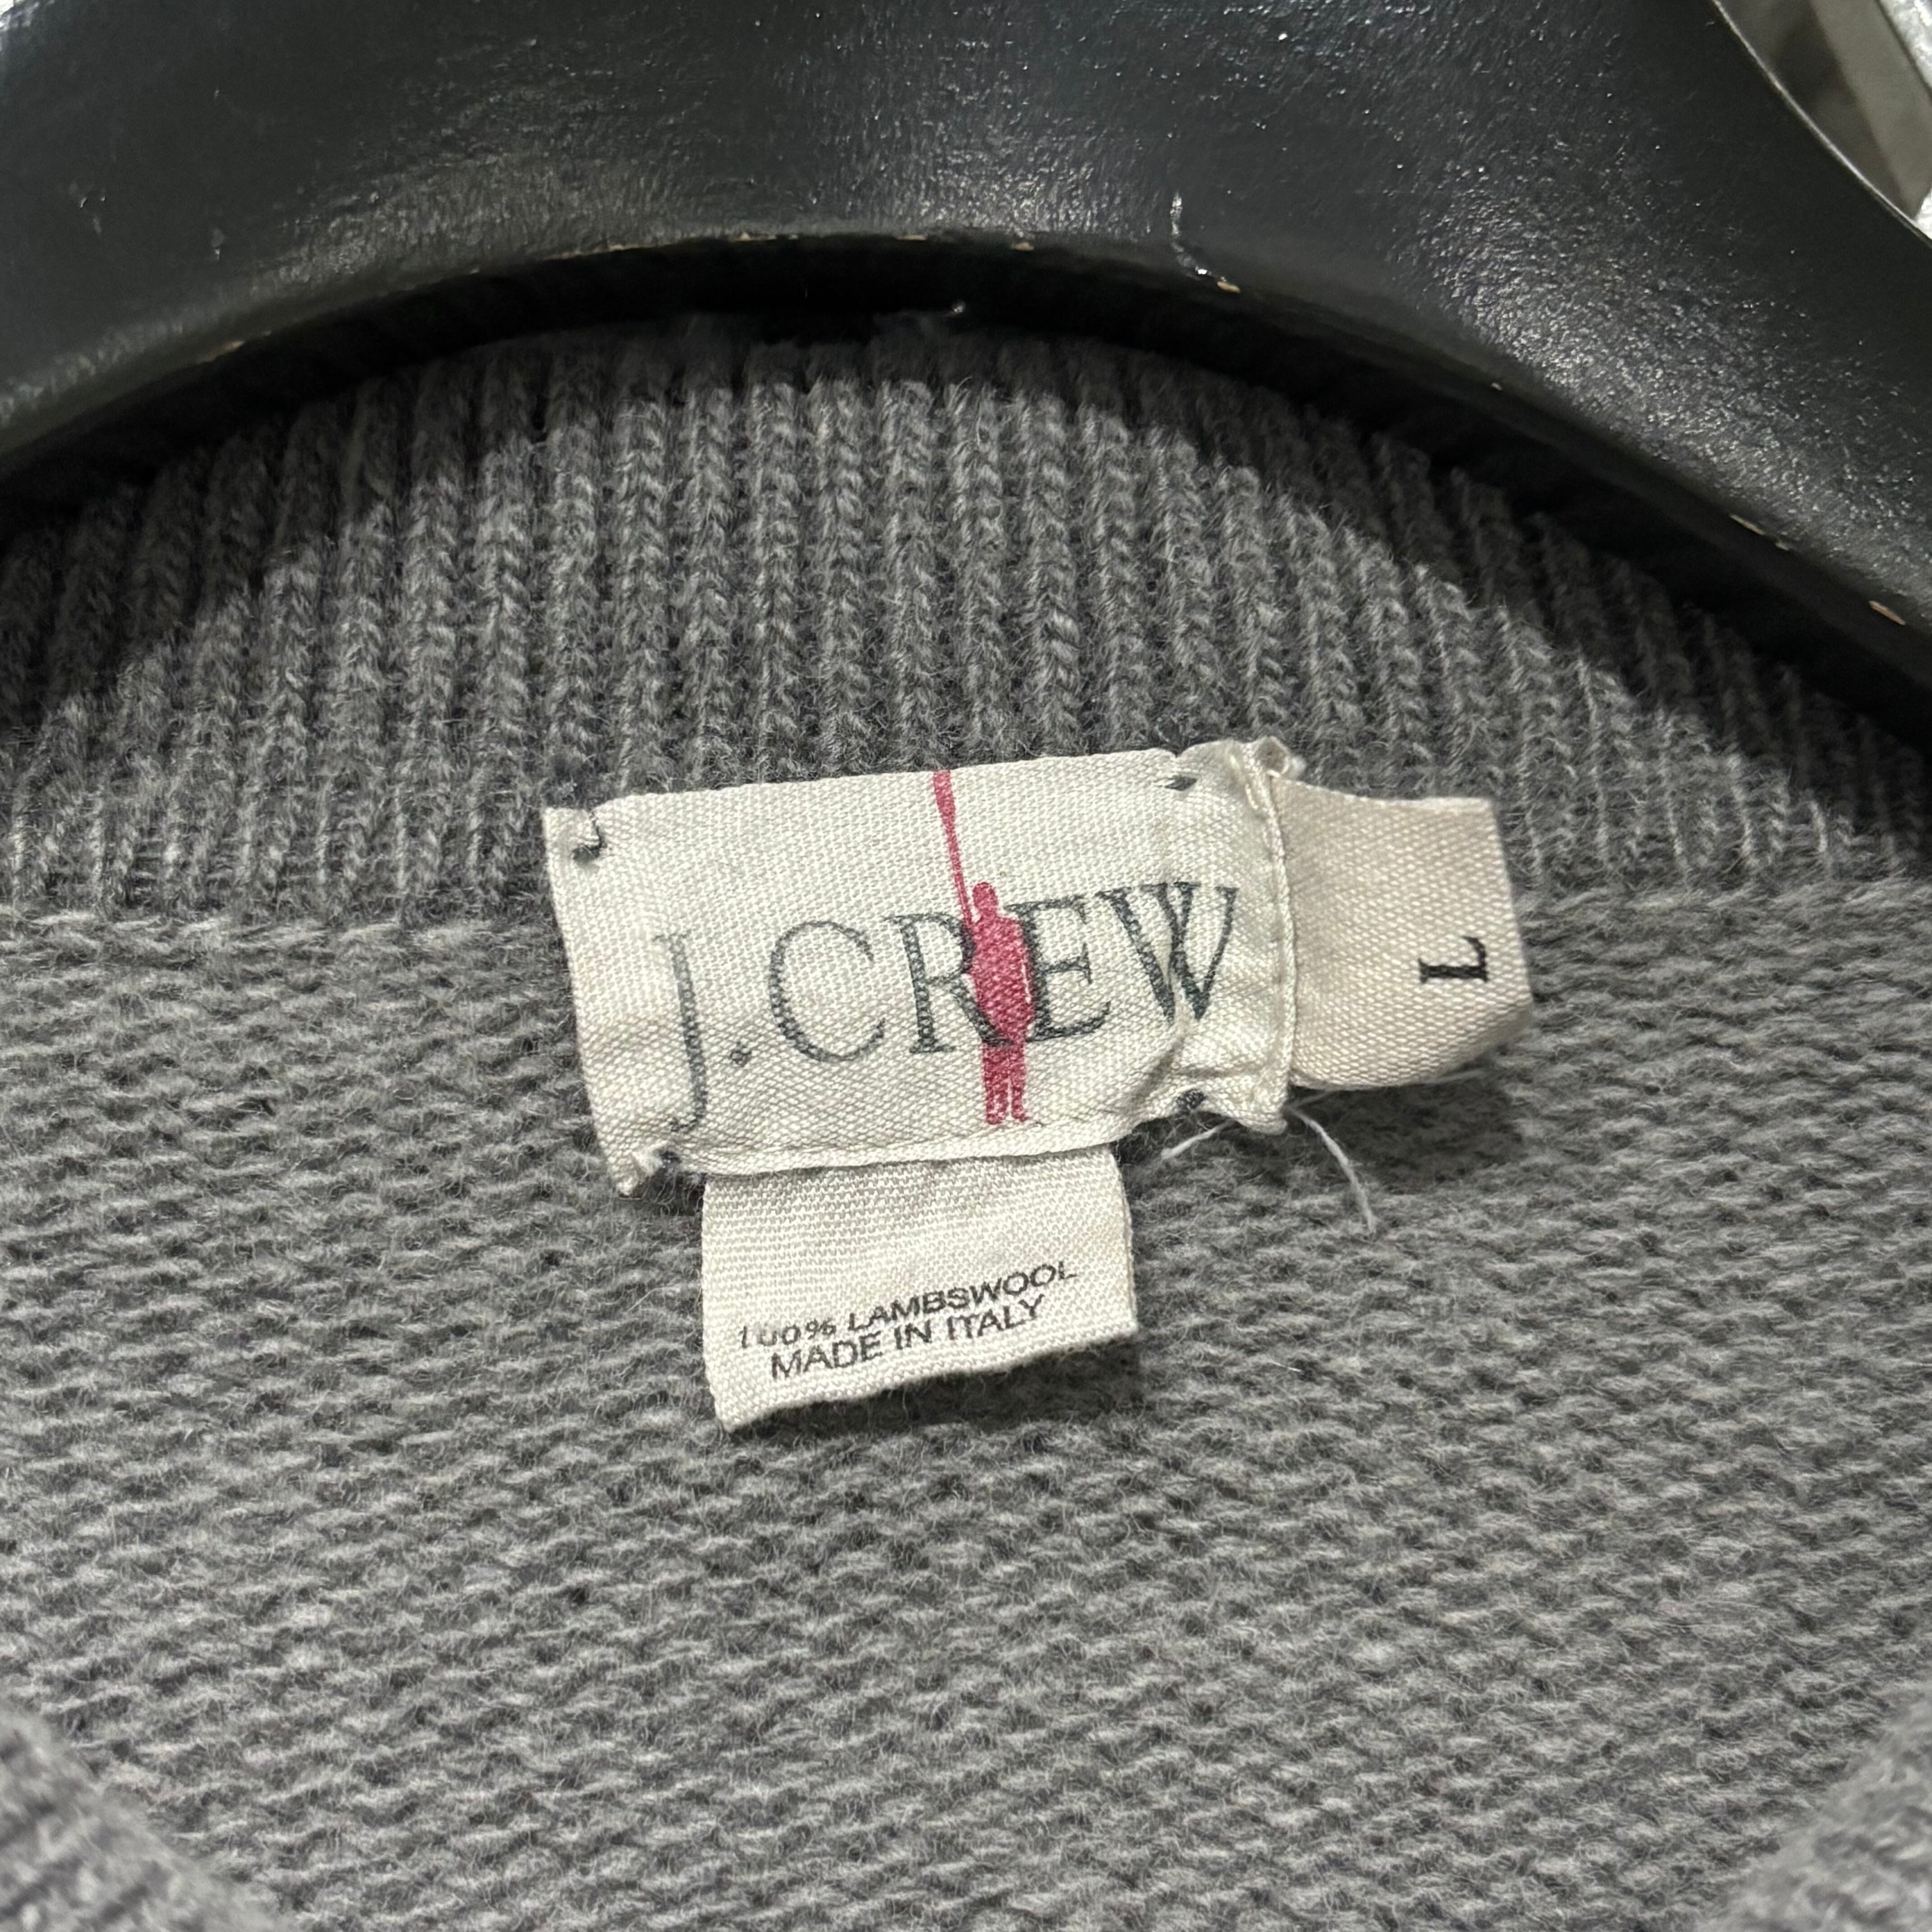 J.CREW
L
100% LAMBSWOOL
MADE IN ITALY